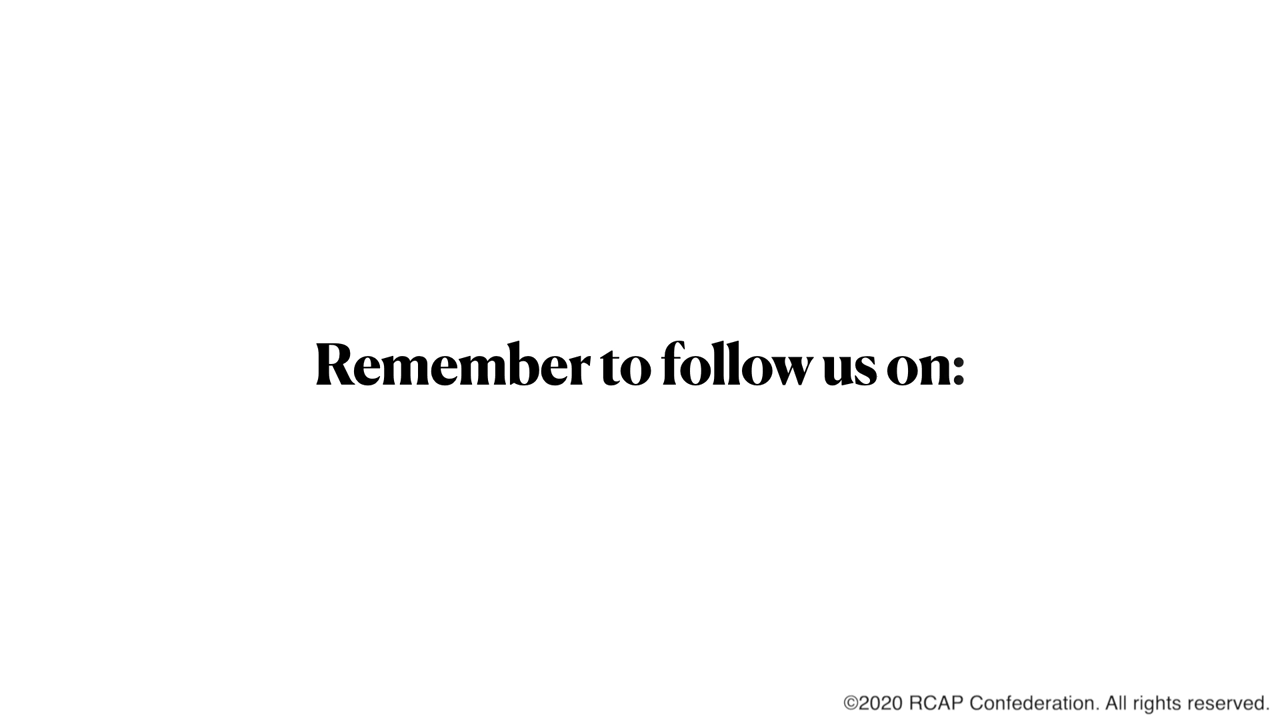 Remember to follow us on:
©2020 RCAP Confederation. All rights reserved.